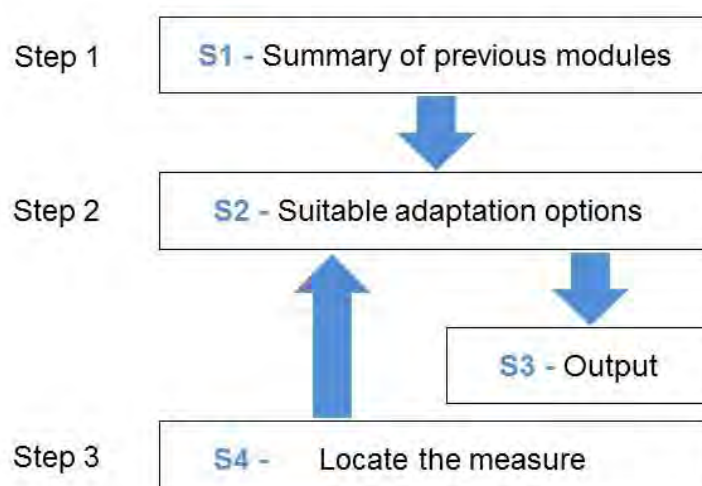 Step 1
S1 - Summary of previous modules
Step 2
S2 - Suitable adaptation options
S3 - Output
Step 3
S4 - Locate the measure